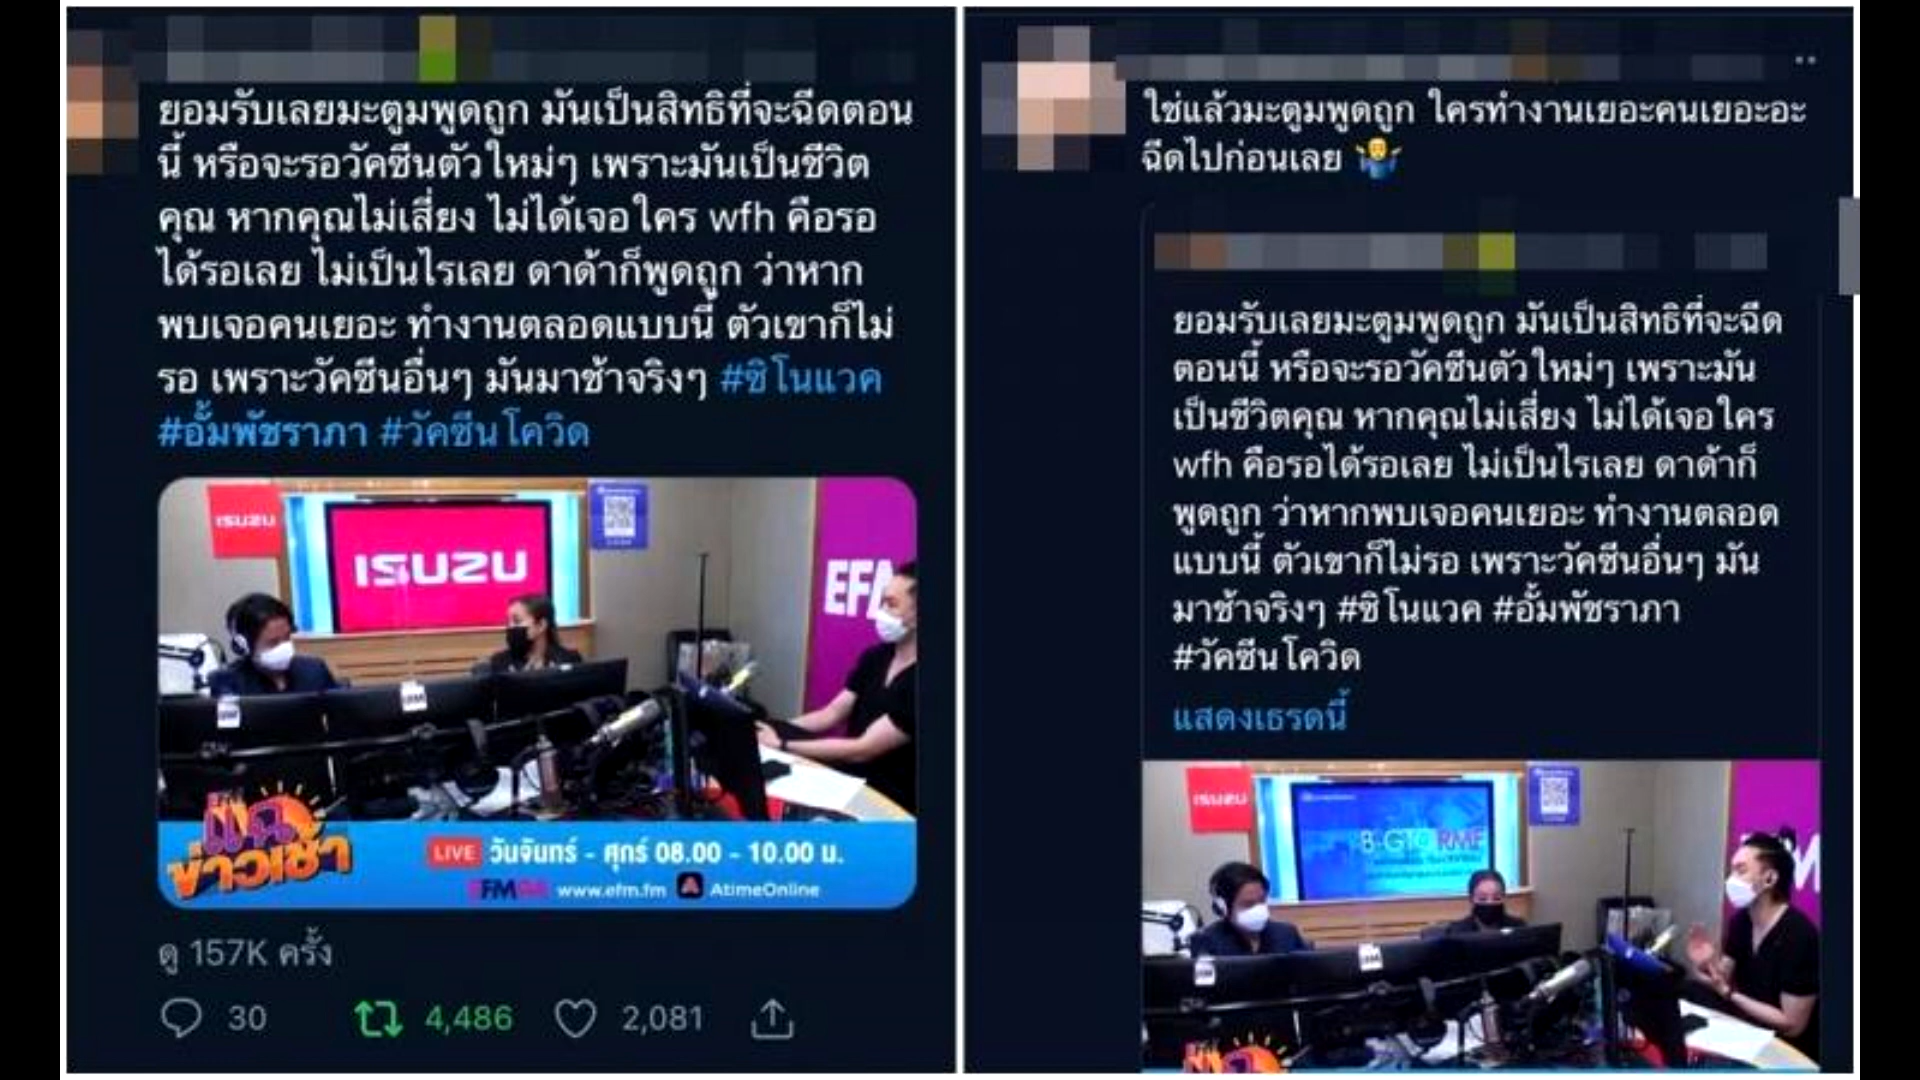 ยอมรับเลยมะตูมพูดถูก มันเป็นสิทธิที่จะฉีดตอน
นี้ หรือจะรอวัคซีนตัวใหม่ๆ เพราะมันเป็นชีวิต
คุณ หากคุณไม่เสี่ยง ไม่ได้เจอใคร wfh คือรอ
ได้รอเลย ไม่เป็นไรเลย ดาด้าก็พูดถูก ว่าหาก
พบเจอคนเยอะ ทำงานตลอดแบบนี้ ตัวเขาก็ไม่
รอ เพราะวัคซีนอื่นๆ มันมาช้าจริงๆ #ซิโนแวค
#อั้มพัชราภา #วัคซีนโควิด
ISUZU
ISUZU
EFM
แฉ
ข่าวเช้า
LIVE วันจันทร์ - ศุกร์ 08.00 - 10.00 น.
EFM94 www.efm.fm AtimeOnline
ดู 157K ครั้ง
30 4,486 2,081
ใช่แล้วมะตูมพูดถูก ใครทำงานเยอะคนเยอะอะ
ฉีดไปก่อนเลย 🤷‍♂️
ยอมรับเลยมะตูมพูดถูก มันเป็นสิทธิที่จะฉีด
ตอนนี้ หรือจะรอวัคซีนตัวใหม่ๆ เพราะมัน
เป็นชีวิตคุณ หากคุณไม่เสี่ยง ไม่ได้เจอใคร
wfh คือรอได้รอเลย ไม่เป็นไรเลย ดาด้าก็
พูดถูก ว่าหากพบเจอคนเยอะ ทำงานตลอด
แบบนี้ ตัวเขาก็ไม่รอ เพราะวัคซีนอื่นๆ มัน
มาช้าจริงๆ #ซิโนแวค #อั้มพัชราภา
#วัคซีนโควิด
แสดงเธรดนี้
ISUZU
RMF